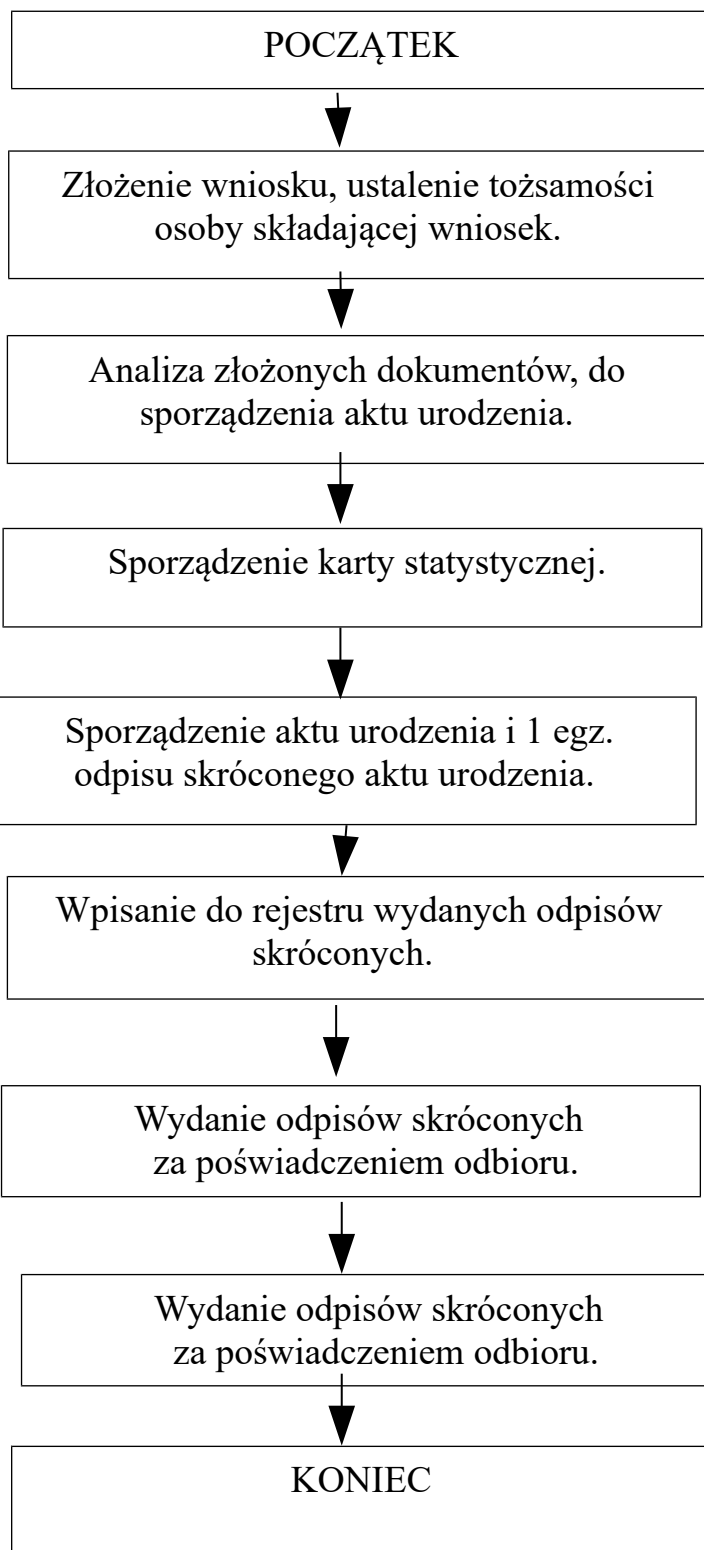 POCZĄTEK
Złożenie wniosku, ustalenie tożsamości
osoby składającej wniosek.
Analiza złożonych dokumentów, do
sporządzenia aktu urodzenia.
Sporządzenie karty statystycznej.
Sporządzenie aktu urodzenia i 1 egz.
odpisu skróconego aktu urodzenia.
Wpisanie do rejestru wydanych odpisów
skróconych.
Wydanie odpisów skróconych
za poświadczeniem odbioru.
Wydanie odpisów skróconych
za poświadczeniem odbioru.
KONIEC